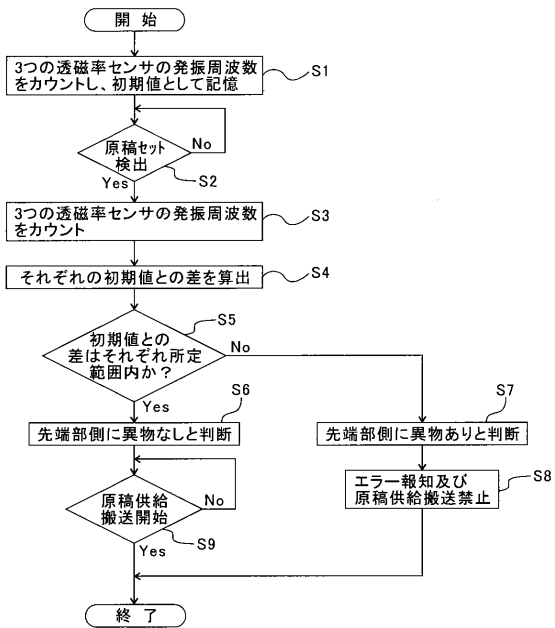 開始
3つの透磁率センサの発振周波数
をカウントし、初期値として記憶
S1
原稿セット
検出
No
Yes
S2
3つの透磁率センサの発振周波数
をカウント
S3
それぞれの初期値との差を算出
S4
S5
初期値との
差はそれぞれ所定
範囲内か?
No
Yes
S6
先端部側に異物なしと判断
S7
先端部側に異物ありと判断
エラー報知及び
原稿供給搬送禁止
S8
原稿供給
搬送開始
No
Yes
S9
終了